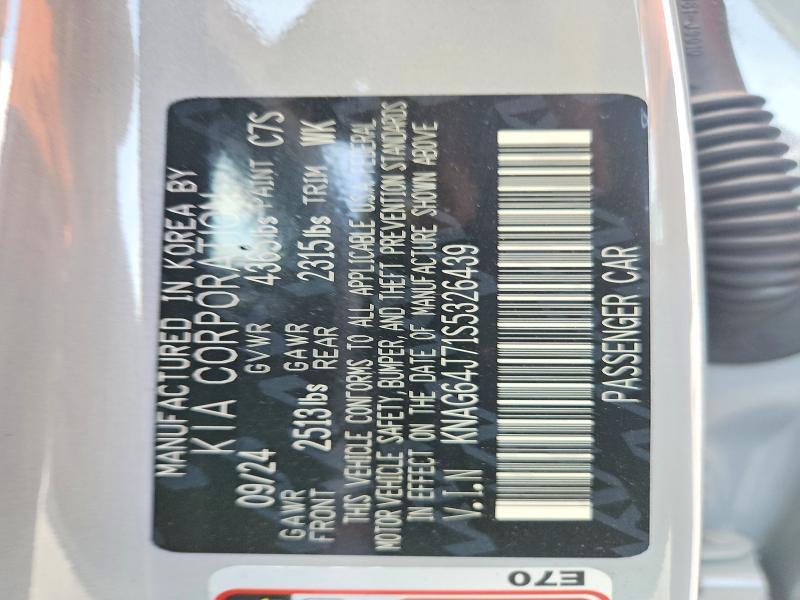 MANUFACTURED IN KOREA BY
KIA CORPORATION
09/24 GVWR 4365lbs PAINT C7S
GAWR FRONT 2513lbs GAWR REAR 2315lbs TRIM WK
THIS VEHICLE CONFORMS TO ALL APPLICABLE U.S.A FEDERAL
MOTOR VEHICLE SAFETY, BUMPER, AND THEFT PREVENTION STANDARDS
IN EFFECT ON THE DATE OF MANUFACTURE SHOWN ABOVE
V.I.N KNAG64J71S5326439
PASSENGER CAR
E70